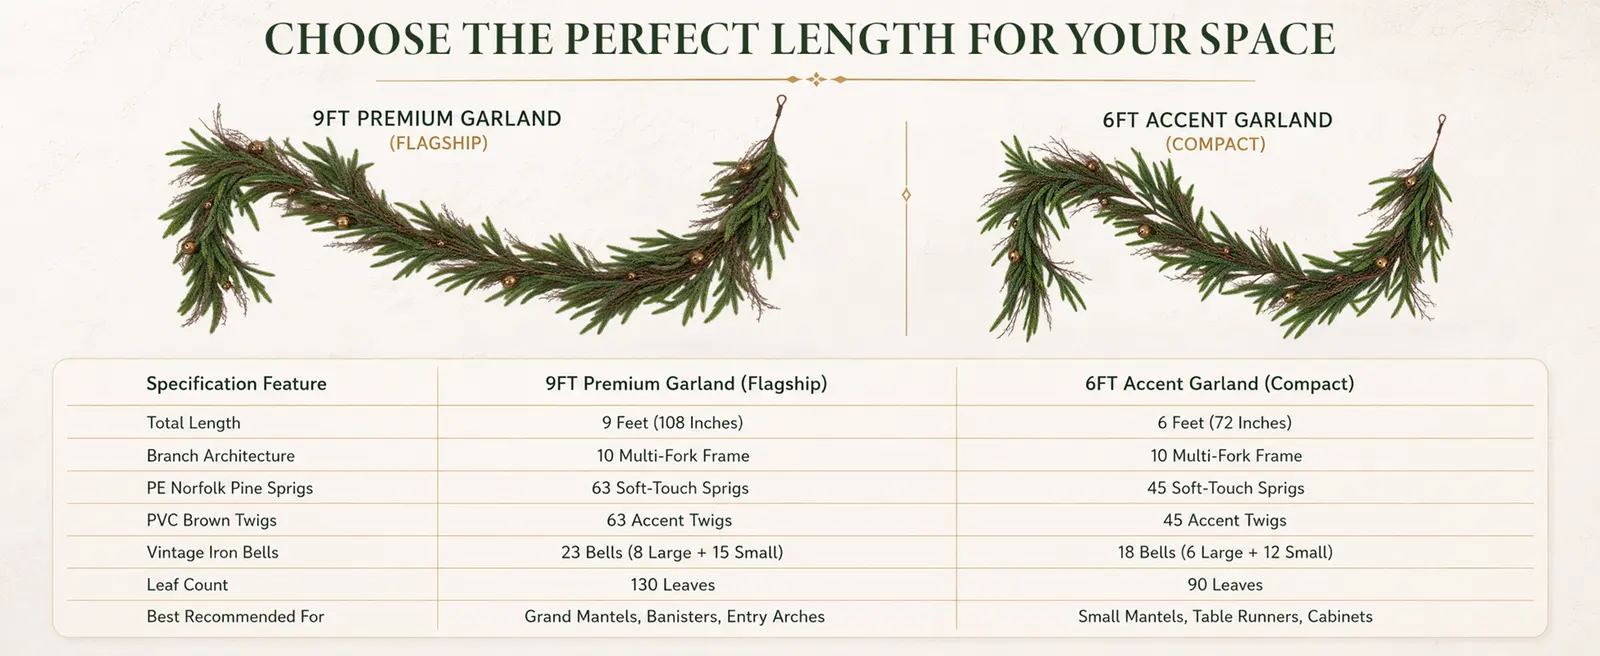 CHOOSE THE PERFECT LENGTH FOR YOUR SPACE
9FT PREMIUM GARLAND
(FLAGSHIP)
6FT ACCENT GARLAND
(COMPACT)
Specification Feature 9FT Premium Garland (Flagship) 6FT Accent Garland (Compact)
Total Length 9 Feet (108 Inches) 6 Feet (72 Inches)
Branch Architecture 10 Multi-Fork Frame 10 Multi-Fork Frame
PE Norfolk Pine Sprigs 63 Soft-Touch Sprigs 45 Soft-Touch Sprigs
PVC Brown Twigs 63 Accent Twigs 45 Accent Twigs
Vintage Iron Bells 23 Bells (8 Large + 15 Small) 18 Bells (6 Large + 12 Small)
Leaf Count 130 Leaves 90 Leaves
Best Recommended For Grand Mantels, Banisters, Entry Arches Small Mantels, Table Runners, Cabinets